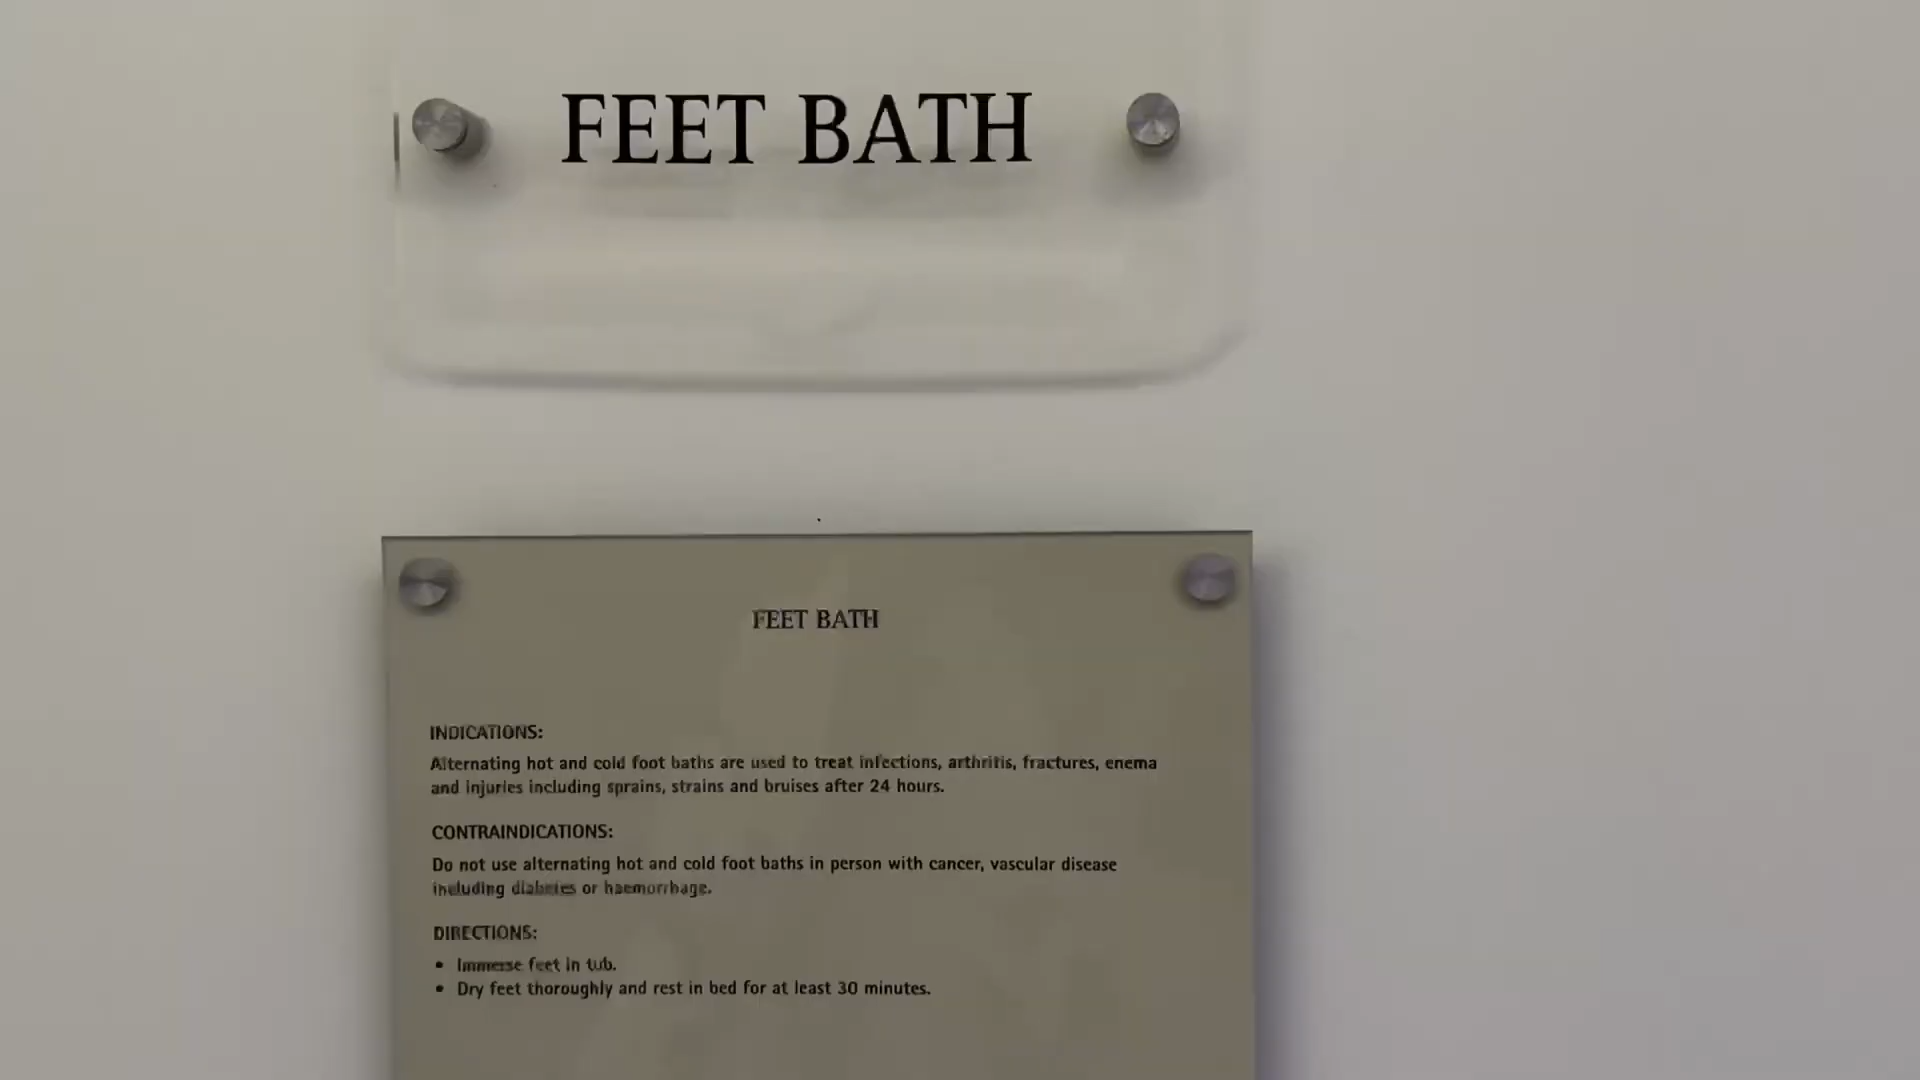 FEET BATH
FEET BATH
INDICATIONS:
Alternating hot and cold foot baths are used to treat infections, arthritis, fractures, enema
and injuries including sprains, strains and bruises after 24 hours.
CONTRAINDICATIONS:
Do not use alternating hot and cold foot baths in person with cancer, vascular disease
including diabetes or haemorrhage.
DIRECTIONS:
• Immerse feet in tub.
• Dry feet thoroughly and rest in bed for at least 30 minutes.